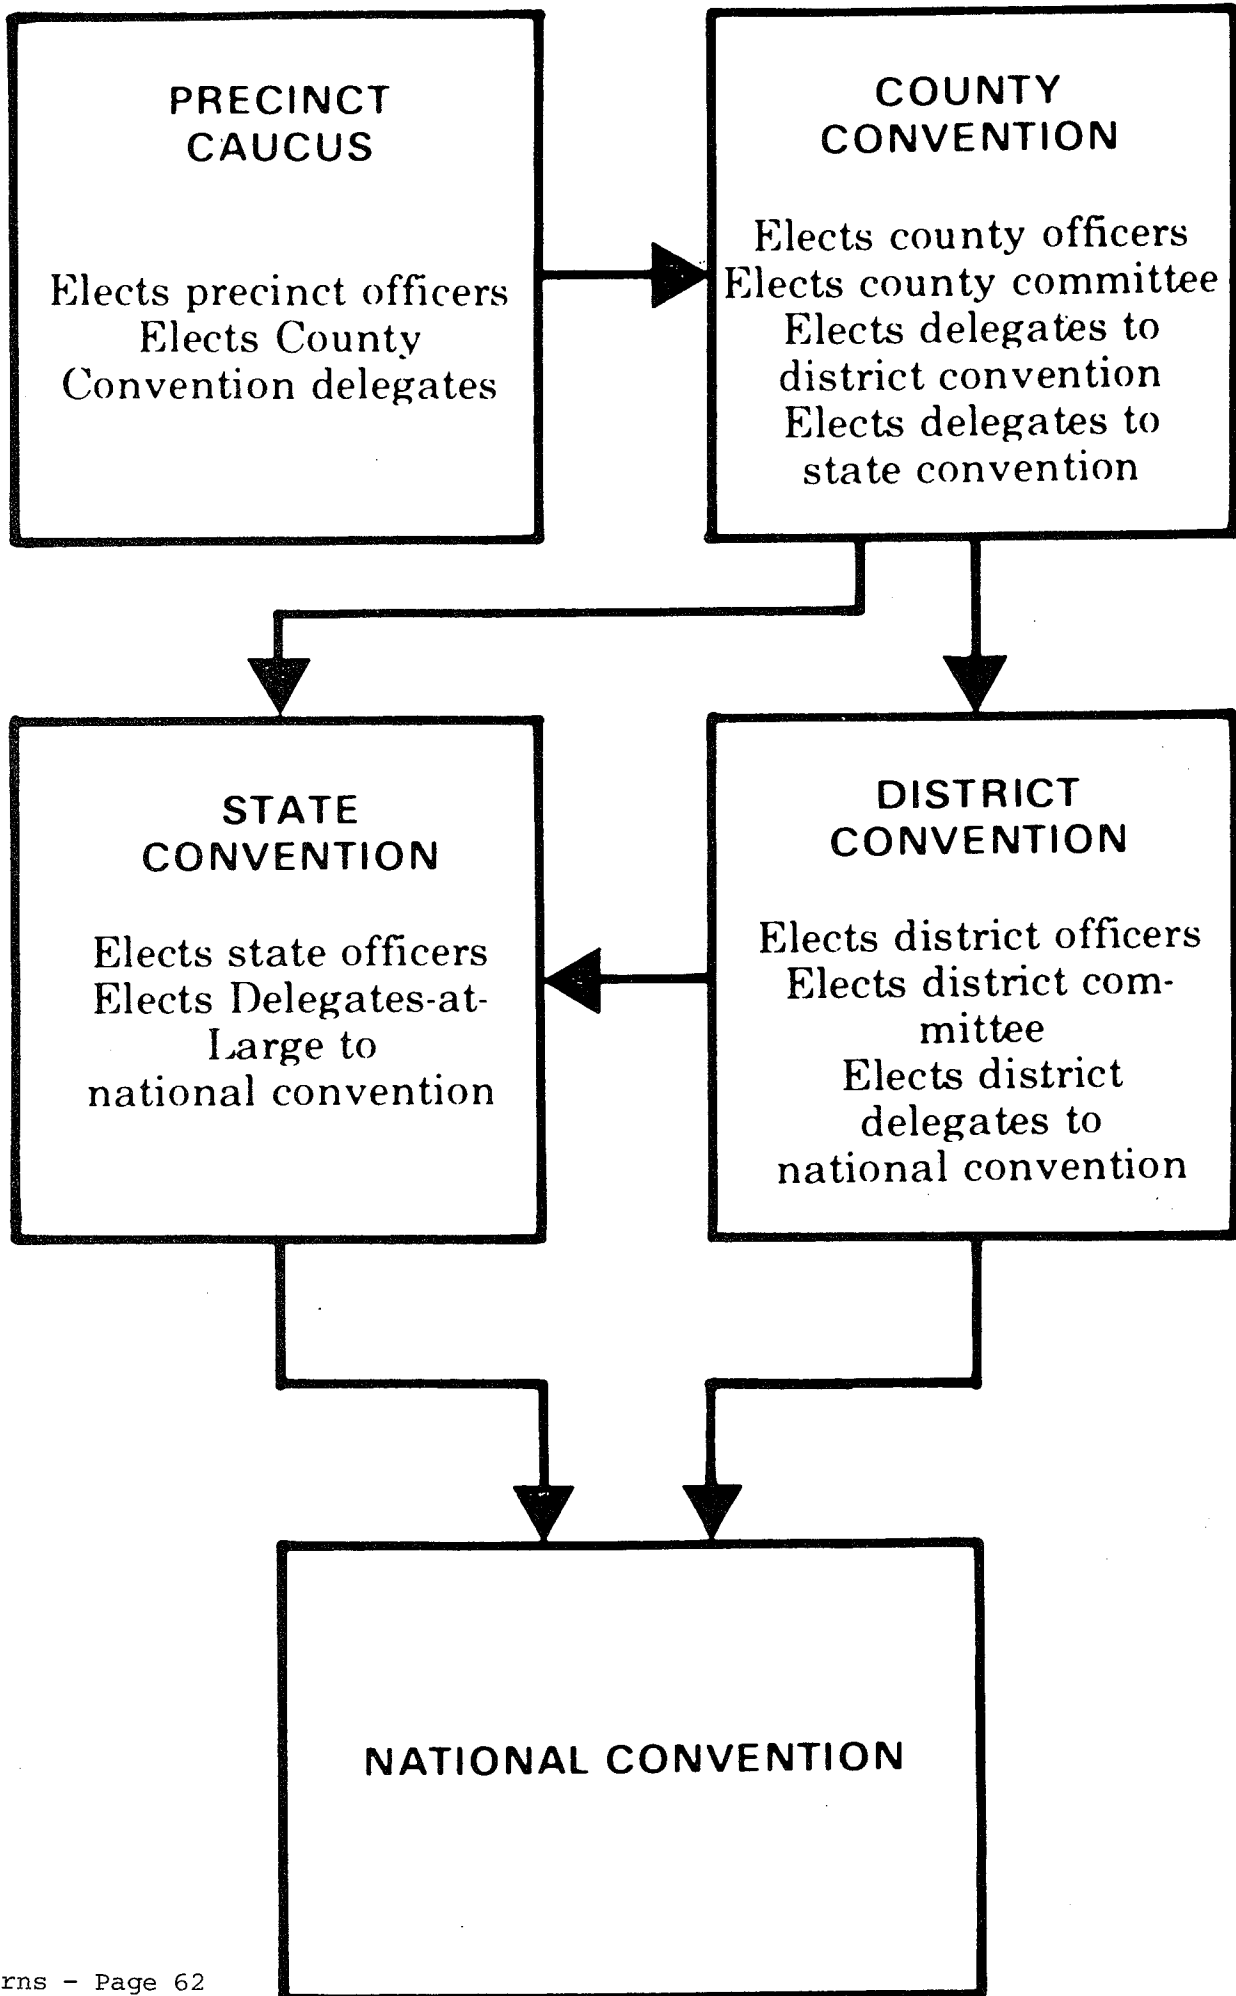 PRECINCT
CAUCUS
Elects precinct officers
Elects County
Convention delegates
COUNTY
CONVENTION
Elects county officers
Elects county committee
Elects delegates to
district convention
Elects delegates to
state convention
STATE
CONVENTION
Elects state officers
Elects Delegates-at-
Large to
national convention
DISTRICT
CONVENTION
Elects district officers
Elects district com-
mittee
Elects district
delegates to
national convention
NATIONAL CONVENTION
rns - Page 62